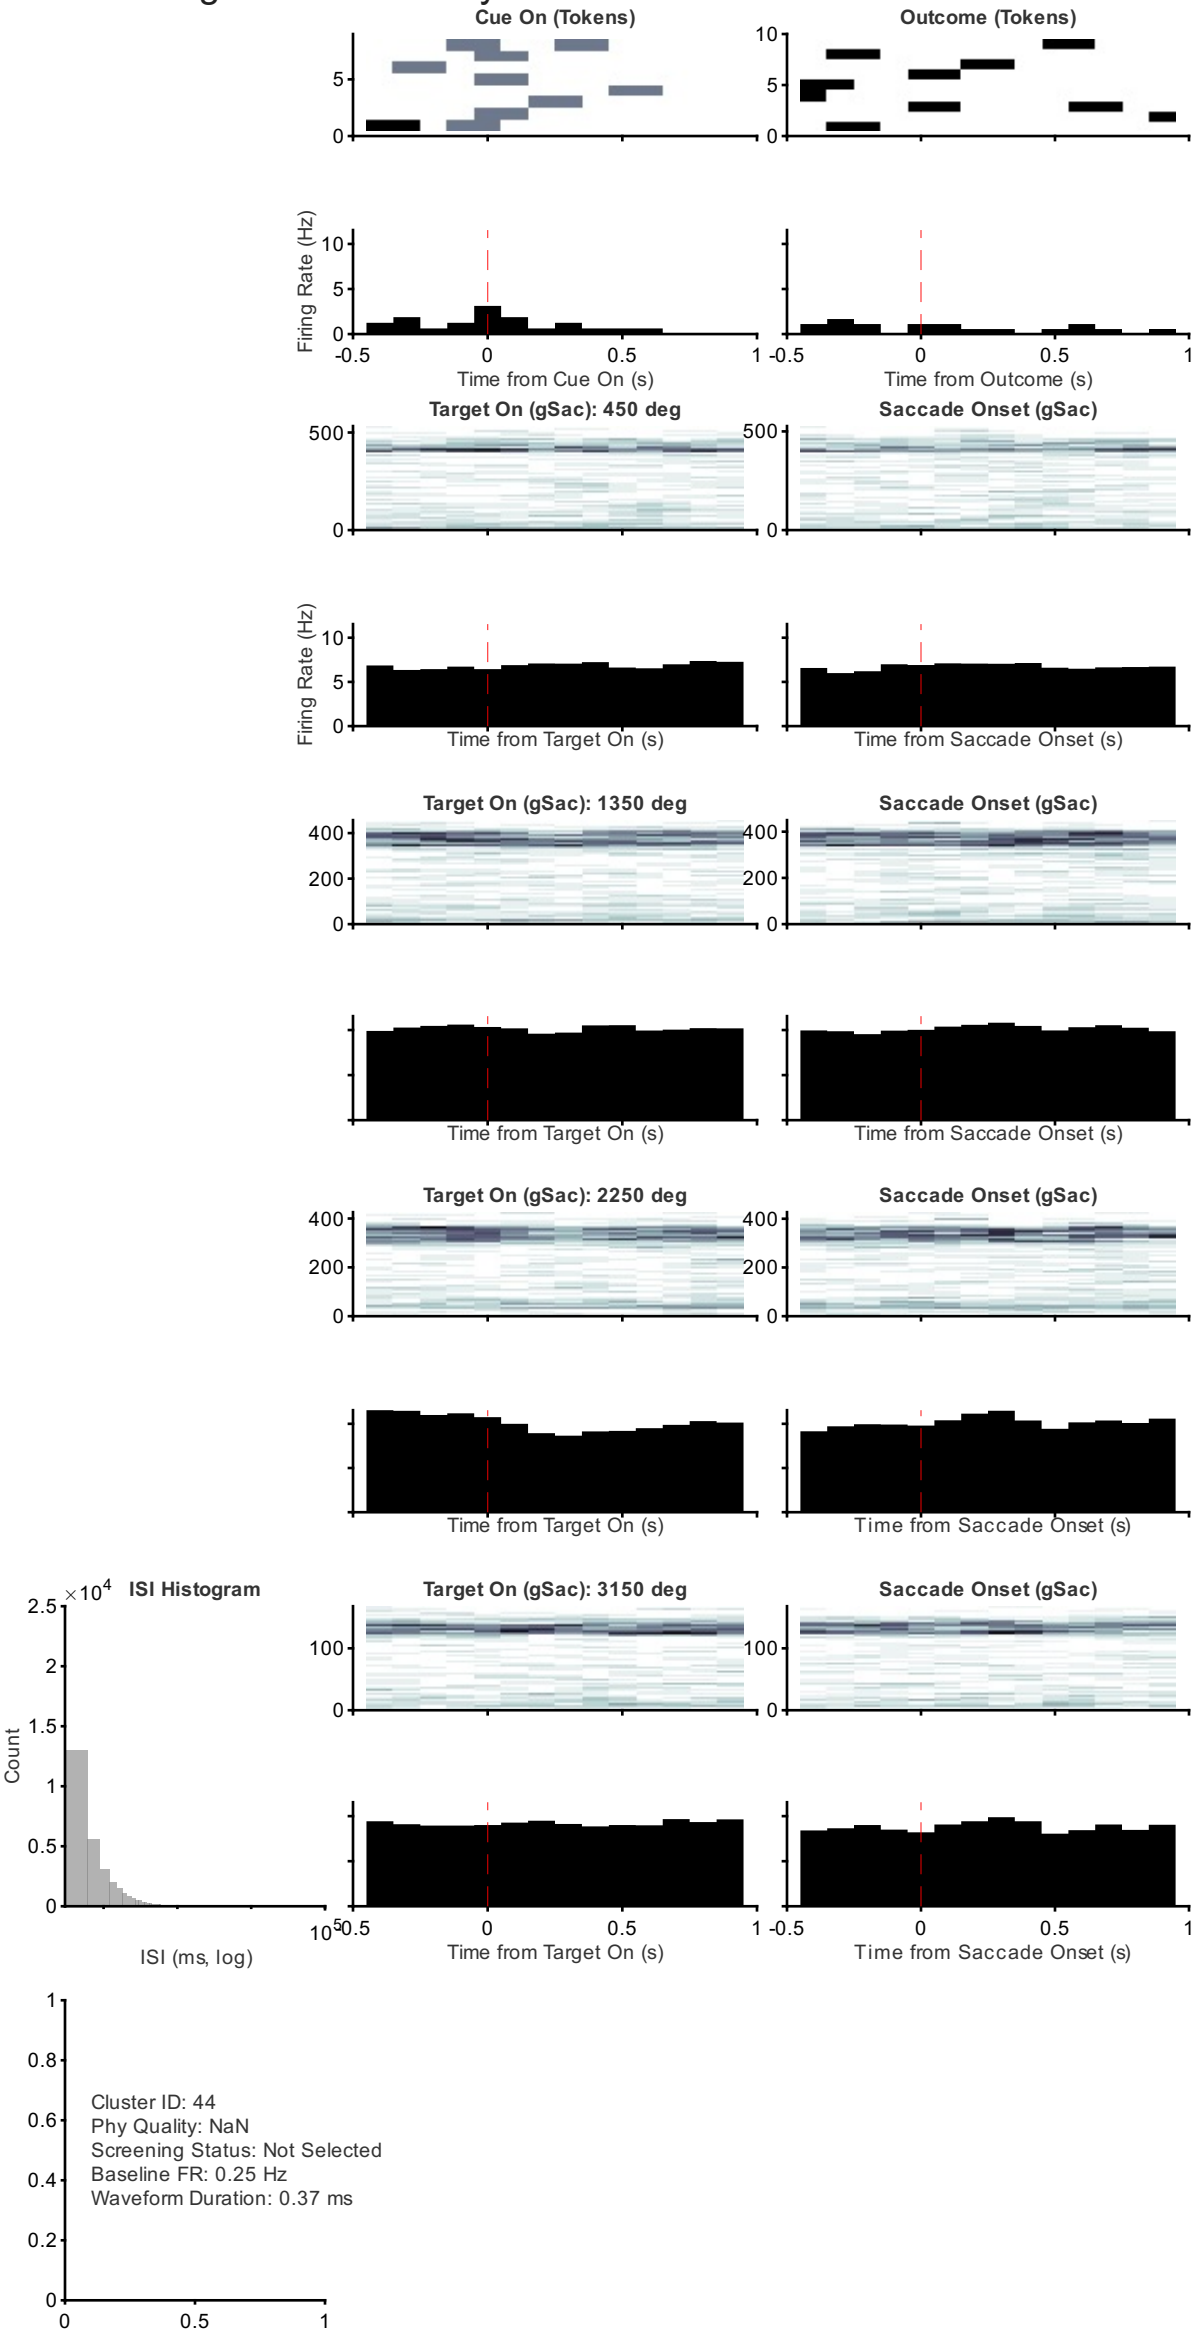 Cue On (Tokens)
Outcome (Tokens)
5
0
10
5
0
Firing Rate (Hz)
10
5
0
-0.5 0 0.5 1
-0.5 0 0.5 1
Time from Cue On (s)
Time from Outcome (s)
Target On (gSac): 450 deg
Saccade Onset (gSac)
500
0
500
0
Firing Rate (Hz)
10
5
0
Time from Target On (s)
Time from Saccade Onset (s)
Target On (gSac): 1350 deg
Saccade Onset (gSac)
400
200
0
400
200
0
Time from Target On (s)
Time from Saccade Onset (s)
Target On (gSac): 2250 deg
Saccade Onset (gSac)
400
200
0
400
200
0
Time from Target On (s)
Time from Saccade Onset (s)
×10⁴
ISI Histogram
Target On (gSac): 3150 deg
Saccade Onset (gSac)
2.5
2
1.5
1
0.5
0
Count
100
0
100
0
10⁵
-0.5 0 0.5 1
-0.5 0 0.5 1
ISI (ms, log)
Time from Target On (s)
Time from Saccade Onset (s)
1
0.8
0.6
0.4
0.2
0
Cluster ID: 44
Phy Quality: NaN
Screening Status: Not Selected
Baseline FR: 0.25 Hz
Waveform Duration: 0.37 ms
0 0.5 1